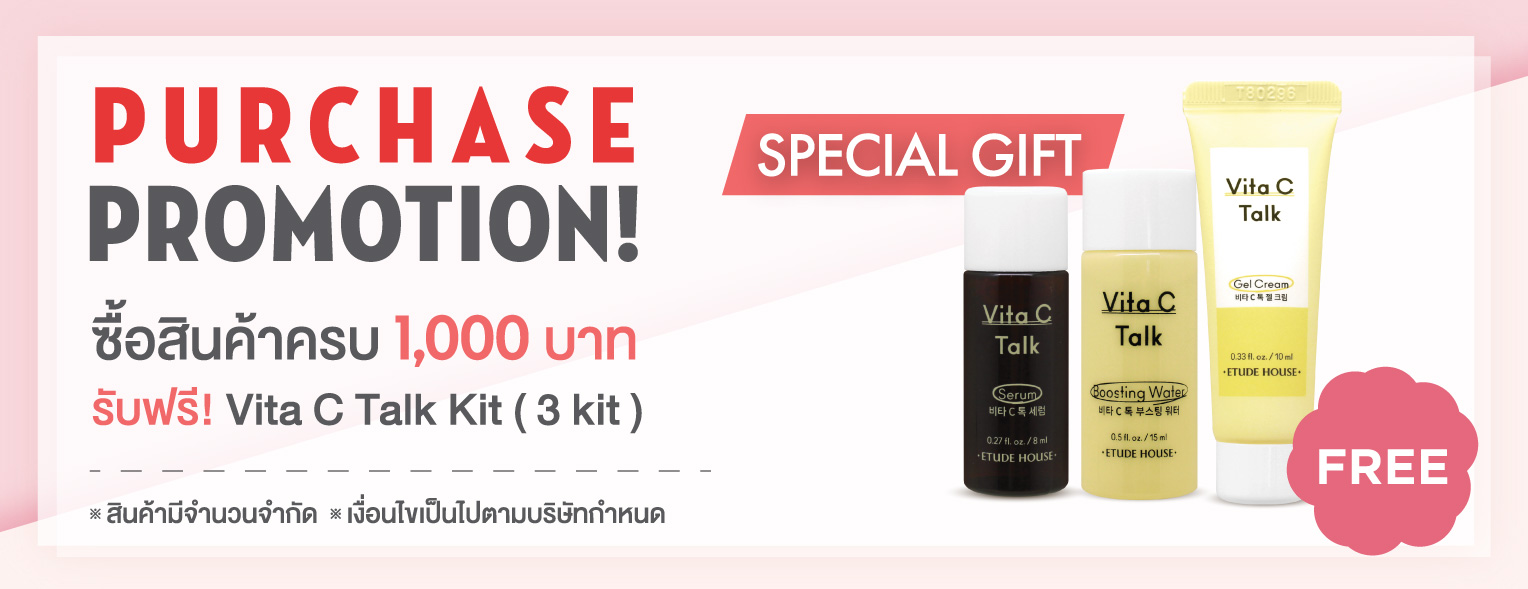 PURCHASE
PROMOTION!
ซื้อสินค้าครบ 1,000 บาท
รับฟรี! Vita C Talk Kit ( 3 kit )
※ สินค้ามีจำนวนจำกัด ※ เงื่อนไขเป็นไปตามบริษัทกำหนด
SPECIAL GIFT
Vita C
Talk
Serum
비타 C 톡 세럼
0.27 fl. oz. / 8 ml
·ETUDE HOUSE·
Vita C
Talk
Boosting Water
비타 C 톡 부스팅 워터
0.5 fl. oz. / 15 ml
·ETUDE HOUSE·
T80296
Vita C
Talk
Gel Cream
비타 C 톡 젤 크림
0.33 fl. oz. / 10 ml
·ETUDE HOUSE·
FREE